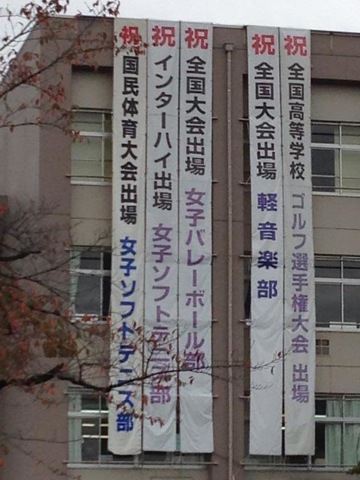 祝 全国高等学校 ゴルフ選手権大会 出場
祝 全国大会出場 軽音楽部
祝 全国大会出場 女子バレーボール部
祝 インターハイ出場 女子ソフトテニス部
祝 国民体育大会出場 女子ソフトテニス部